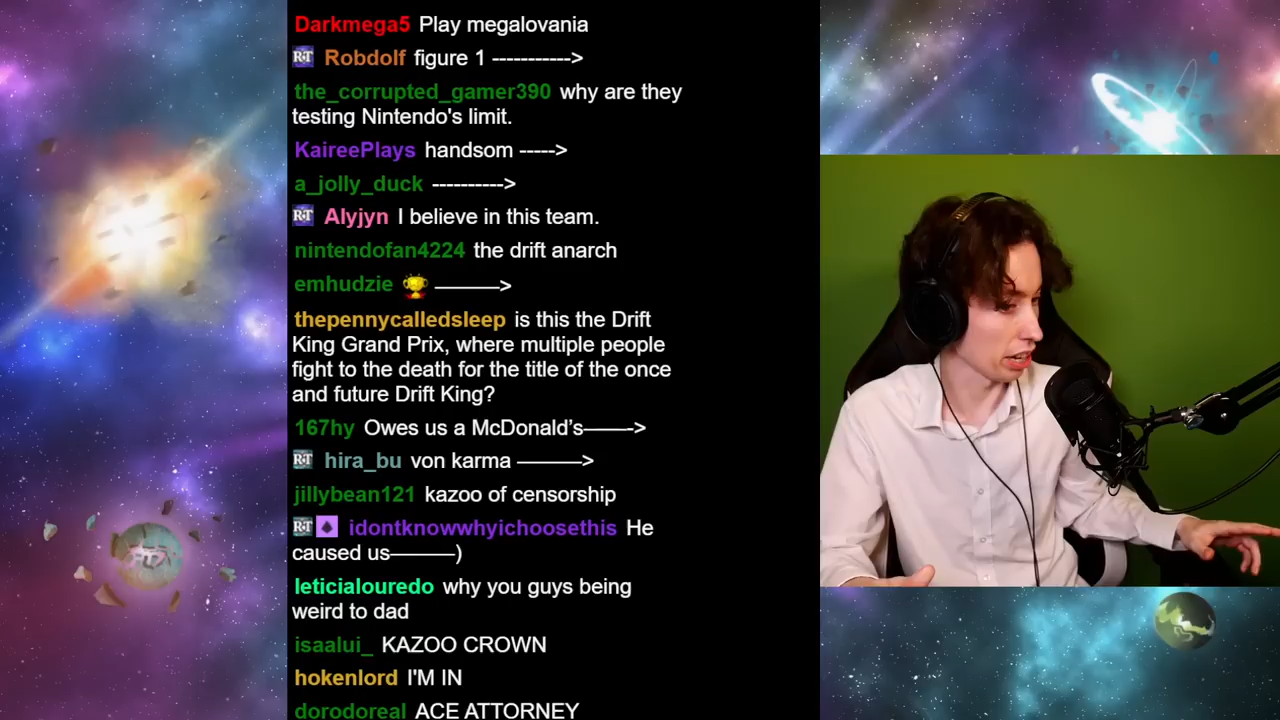 Darkmega5 Play megalovania
RT Robdolf figure 1 ----------->
the_corrupted_gamer390 why are they
testing Nintendo's limit.
KaireePlays handsom ----->
a_jolly_duck ---------->
RT Alyjyn I believe in this team.
nintendofan4224 the drift anarch
emhudzie 🏆 ———>
thepennycalledsleep is this the Drift
King Grand Prix, where multiple people
fight to the death for the title of the once
and future Drift King?
167hy Owes us a McDonald’s——->
RT hira_bu von karma ———>
jillybean121 kazoo of censorship
RT idontknowwhyichoosethis He
caused us———)
leticialouredo why you guys being
weird to dad
isaalui_ KAZOO CROWN
hokenlord I'M IN
dorodoreal ACE ATTORNEY